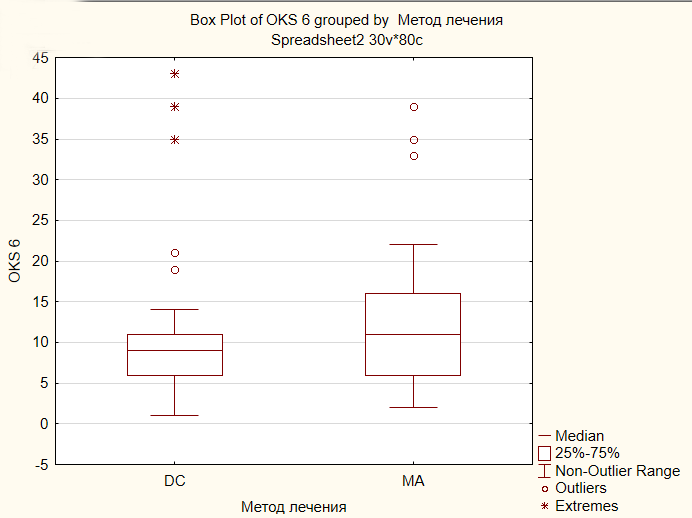 Box Plot of OKS 6 grouped by  Метод лечения
Spreadsheet2 30v*80c
45
40
35
30
25
20
15
10
5
0
-5
OKS 6
DC
MA
Метод лечения
Median
25%-75%
Non-Outlier Range
Outliers
Extremes